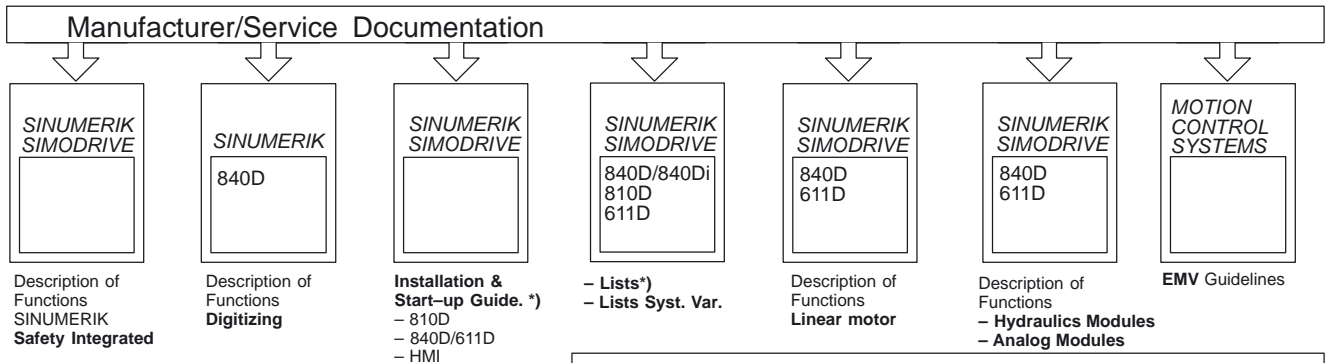 Manufacturer/Service Documentation
SINUMERIK
SIMODRIVE
Description of
Functions
SINUMERIK
Safety Integrated
SINUMERIK
840D
Description of
Functions
Digitizing
SINUMERIK
SIMODRIVE
Installation &
Start–up Guide. *)
– 810D
– 840D/611D
– HMI
SINUMERIK
SIMODRIVE
840D/840Di
810D
611D
– Lists*)
– Lists Syst. Var.
SINUMERIK
SIMODRIVE
840D
611D
Description of
Functions
Linear motor
SINUMERIK
SIMODRIVE
840D
611D
Description of
Functions
– Hydraulics Modules
– Analog Modules
MOTION
CONTROL
SYSTEMS
EMV Guidelines